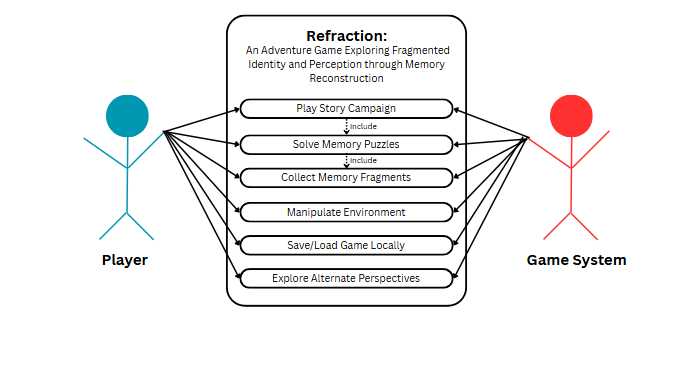 Refraction:
An Adventure Game Exploring Fragmented
Identity and Perception through Memory
Reconstruction
Play Story Campaign
Include
Solve Memory Puzzles
Include
Collect Memory Fragments
Manipulate Environment
Save/Load Game Locally
Explore Alternate Perspectives
Player
Game System